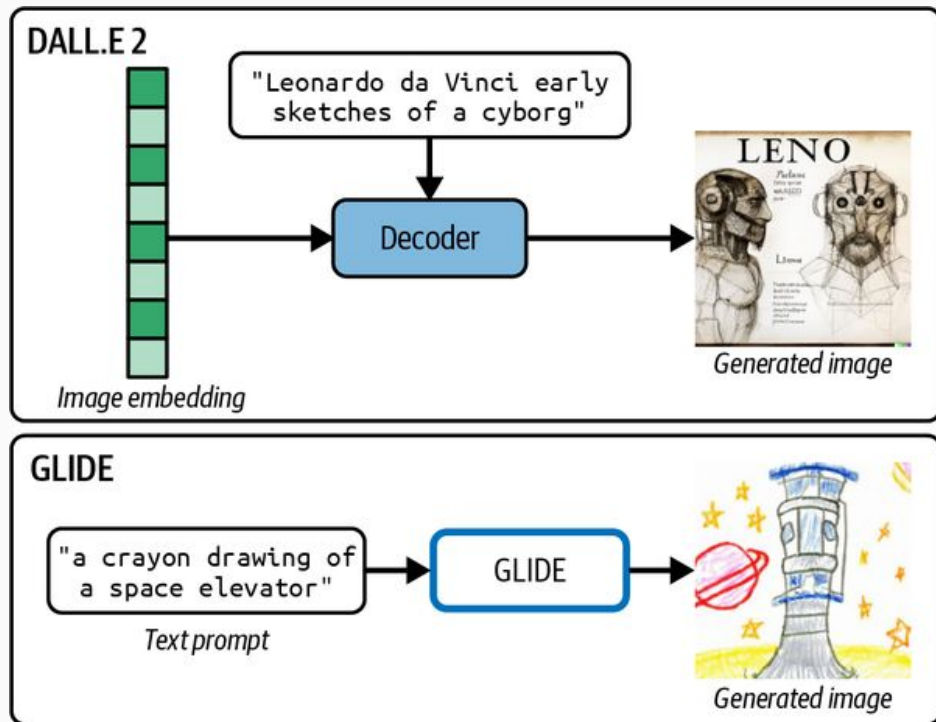 DALL.E 2
"Leonardo da Vinci early
sketches of a cyborg"
Decoder
Image embedding
LENO
Generated image
GLIDE
"a crayon drawing of
a space elevator"
Text prompt
GLIDE
Generated image